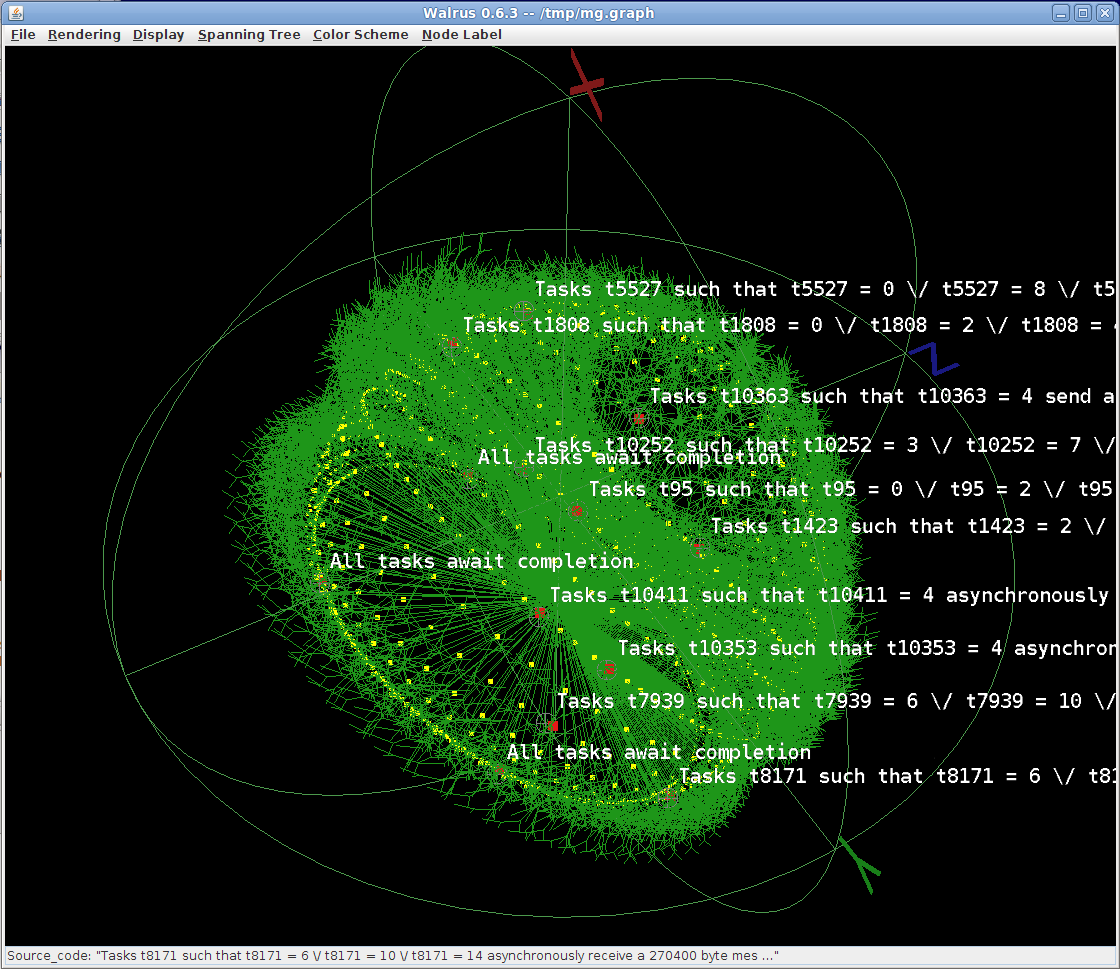 Walrus 0.6.3 -- /tmp/mg.graph
File Rendering Display Spanning Tree Color Scheme Node Label
X
Tasks t5527 such that t5527 = 0 \/ t5527 = 8 \/ t5
Tasks t1808 such that t1808 = 0 \/ t1808 = 2 \/ t1808 =
Z
Tasks t10363 such that t10363 = 4 send a
Tasks t10252 such that t10252 = 3 \/ t10252 = 7 \/
All tasks await completion
Tasks t95 such that t95 = 0 \/ t95 = 2 \/ t95
Tasks t1423 such that t1423 = 2 \/
All tasks await completion
Tasks t10411 such that t10411 = 4 asynchronously
Tasks t10353 such that t10353 = 4 asynchron
Tasks t7939 such that t7939 = 6 \/ t7939 = 10 \/
All tasks await completion
Tasks t8171 such that t8171 = 6 \/ t81
Y
Source_code: "Tasks t8171 such that t8171 = 6 \/ t8171 = 10 \/ t8171 = 14 asynchronously receive a 270400 byte mes ..."